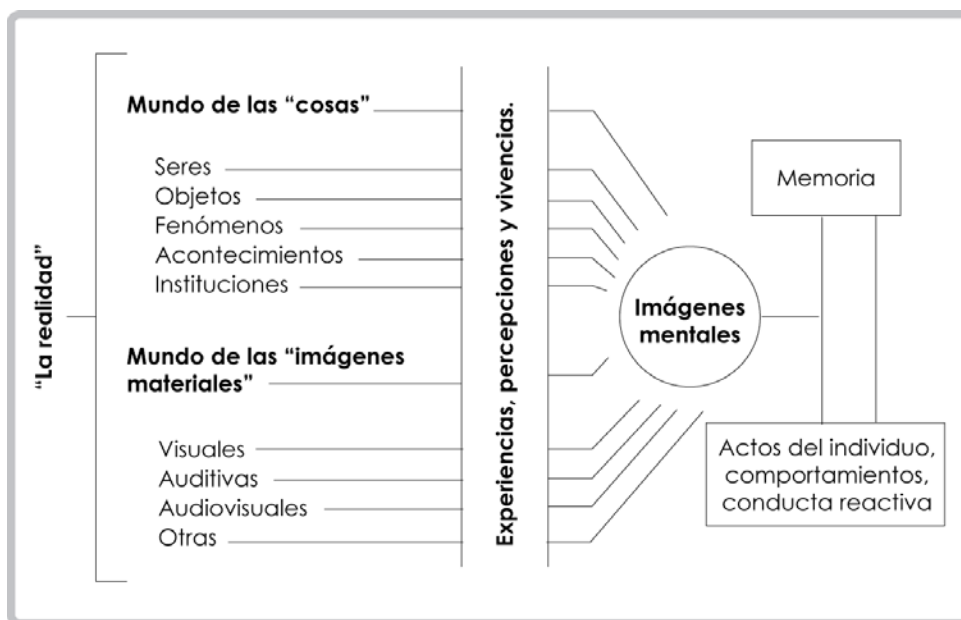 “La realidad”
Mundo de las “cosas”
Seres
Objetos
Fenómenos
Acontecimientos
Instituciones
Mundo de las “imágenes
materiales”
Visuales
Auditivas
Audiovisuales
Otras
Experiencias, percepciones y vivencias.
Imágenes
mentales
Memoria
Actos del individuo,
comportamientos,
conducta reactiva